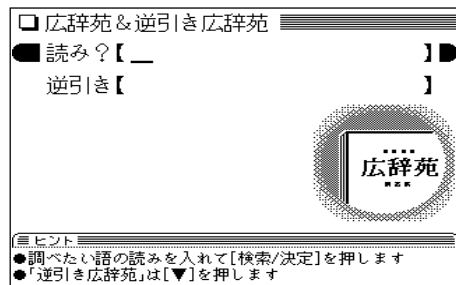 広辞苑&逆引き広辞苑
読み?【__】
逆引き【 】
広辞苑
ヒント
●調べたい語の読みを入れて[検索/決定]を押します
●「逆引き広辞苑」は[▼]を押します